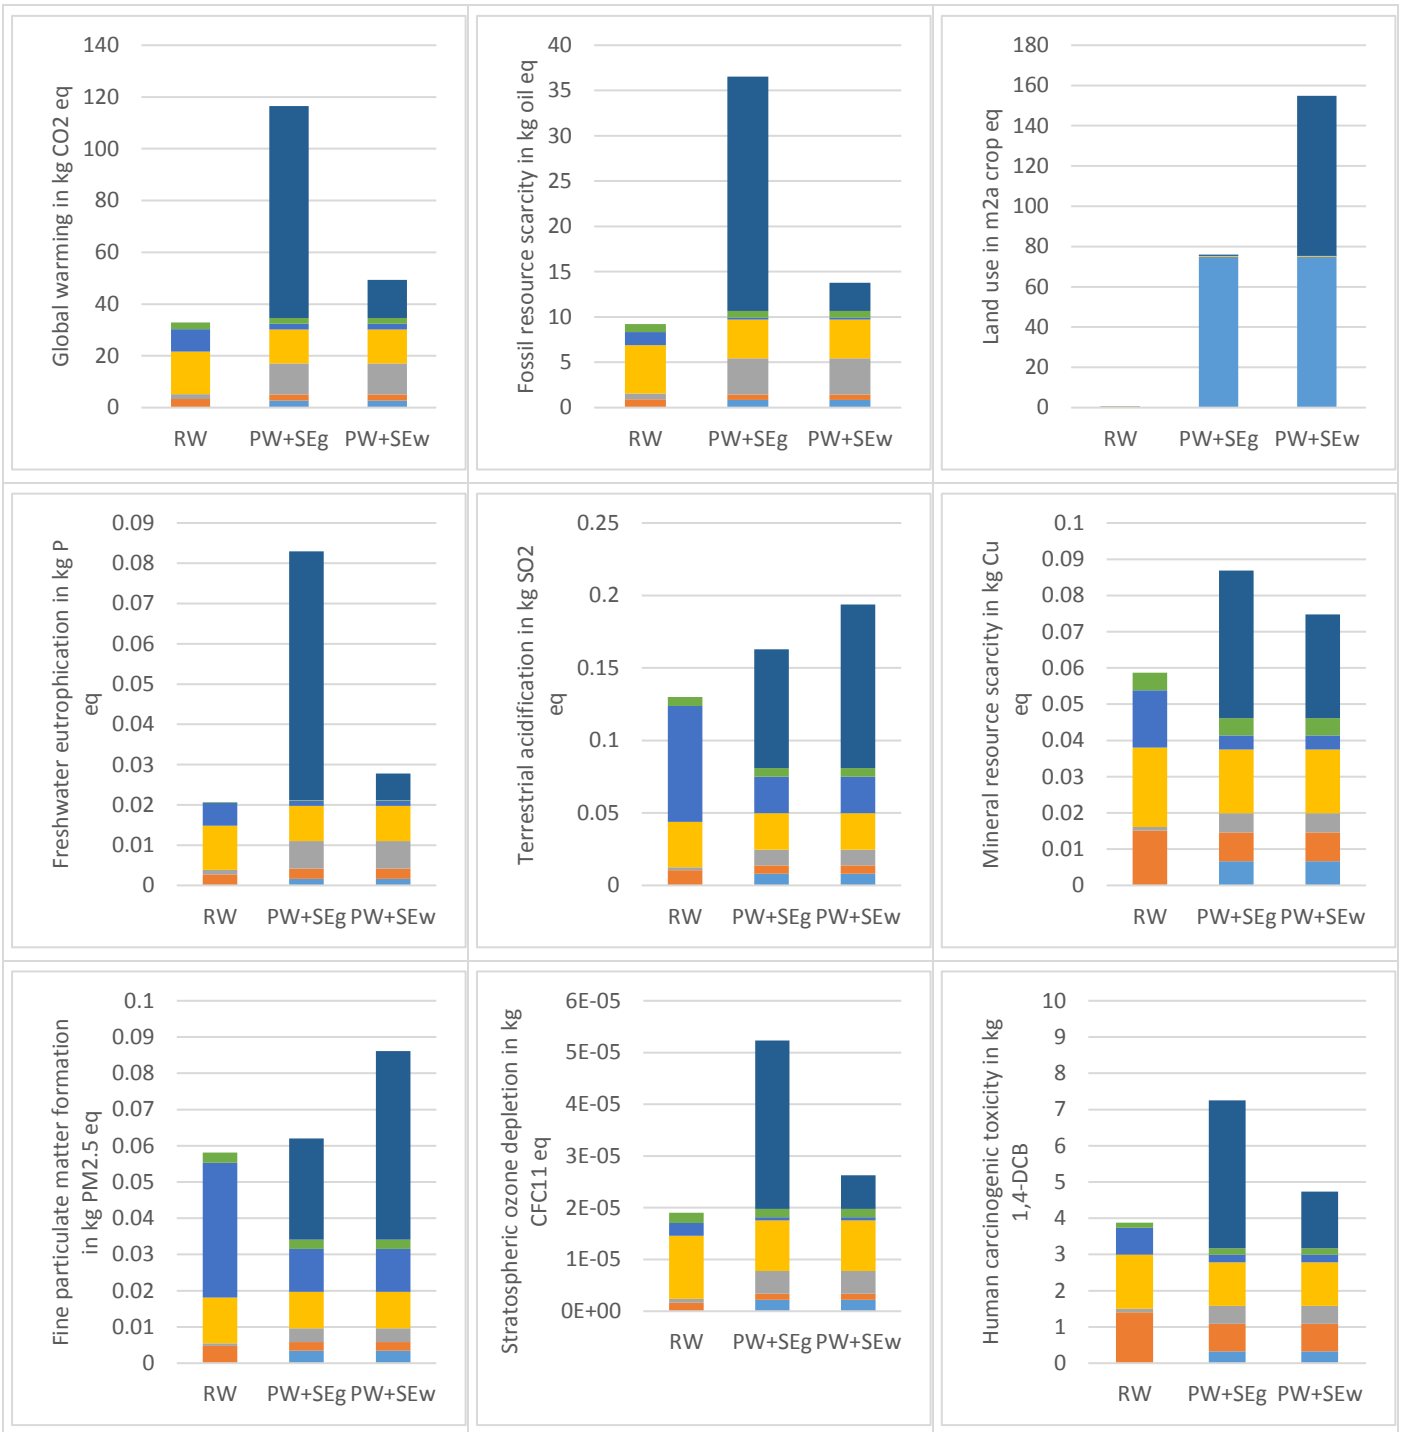 Global warming in kg CO2 eq
140
120
100
80
60
40
20
0
RW PW+SEg PW+SEw
Fossil resource scarcity in kg oil eq
40
35
30
25
20
15
10
5
0
RW PW+SEg PW+SEw
Land use in m2a crop eq
180
160
140
120
100
80
60
40
20
0
RW PW+SEg PW+SEw
Freshwater eutrophication in kg P
eq
0.09
0.08
0.07
0.06
0.05
0.04
0.03
0.02
0.01
0
RW PW+SEg PW+SEw
Terrestrial acidification in kg SO2
eq
0.25
0.2
0.15
0.1
0.05
0
RW PW+SEg PW+SEw
Mineral resource scarcity in kg Cu
eq
0.1
0.09
0.08
0.07
0.06
0.05
0.04
0.03
0.02
0.01
0
RW PW+SEg PW+SEw
Fine particulate matter formation
in kg PM2.5 eq
0.1
0.09
0.08
0.07
0.06
0.05
0.04
0.03
0.02
0.01
0
RW PW+SEg PW+SEw
Stratospheric ozone depletion in kg
CFC11 eq
6E-05
5E-05
4E-05
3E-05
2E-05
1E-05
0E+00
RW PW+SEg PW+SEw
Human carcinogenic toxicity in kg
1,4-DCB
10
9
8
7
6
5
4
3
2
1
0
RW PW+SEg PW+SEw